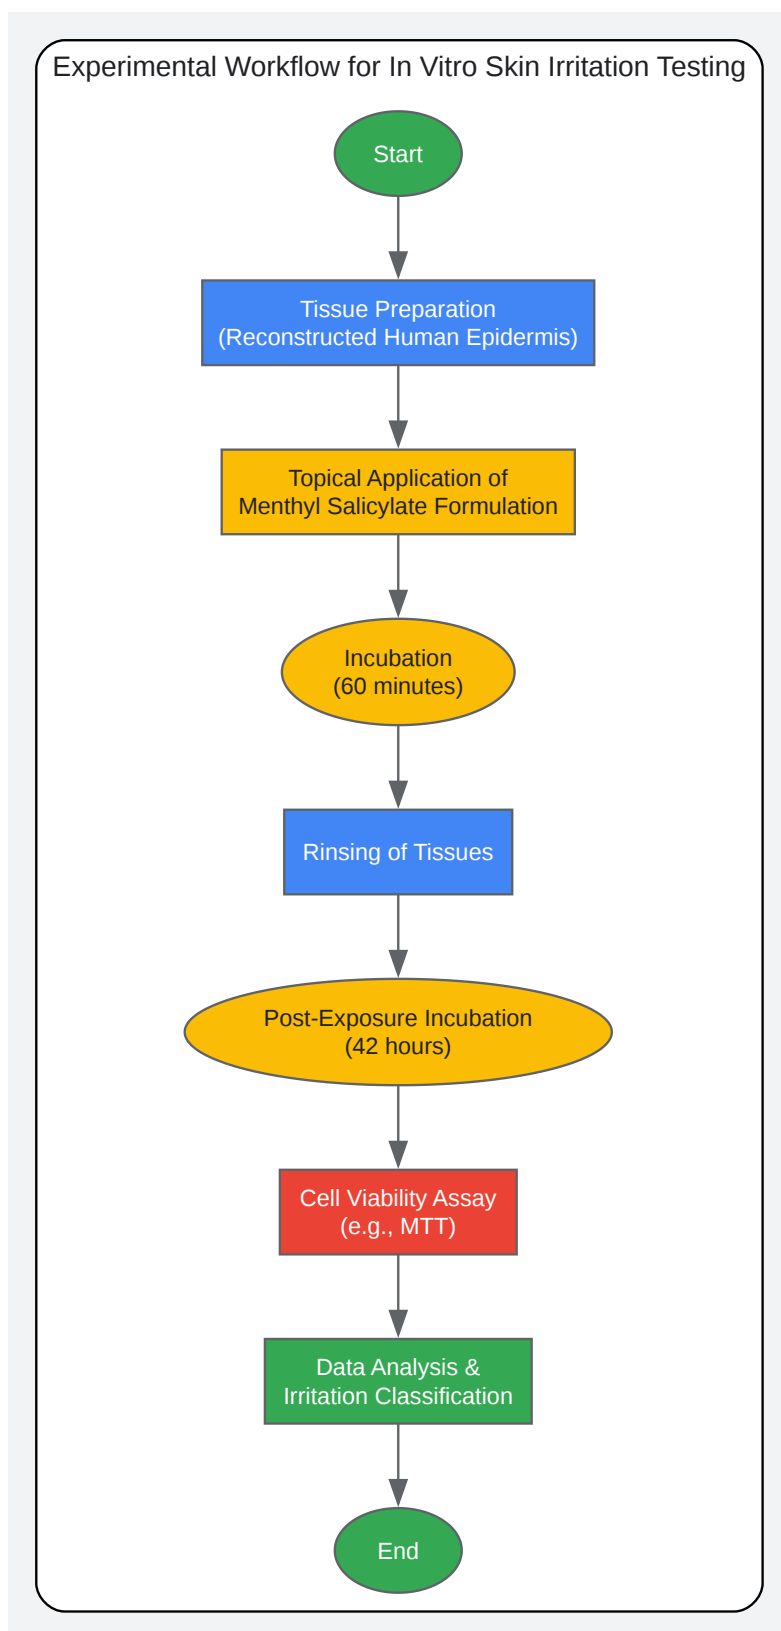 Experimental Workflow for In Vitro Skin Irritation Testing
Start
Tissue Preparation
(Reconstructed Human Epidermis)
Topical Application of
Menthyl Salicylate Formulation
Incubation
(60 minutes)
Rinsing of Tissues
Post-Exposure Incubation
(42 hours)
Cell Viability Assay
(e.g., MTT)
Data Analysis &
Irritation Classification
End